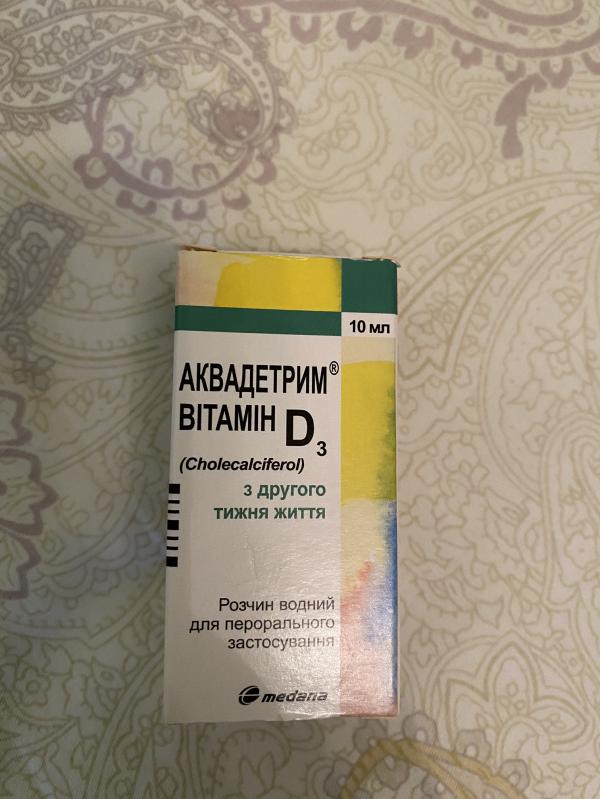 10 мл
АКВАДЕТРИМ®
ВІТАМІН D3
(Cholecalciferol)
з другого
тижня життя
Розчин водний
для перорального
застосування
medana